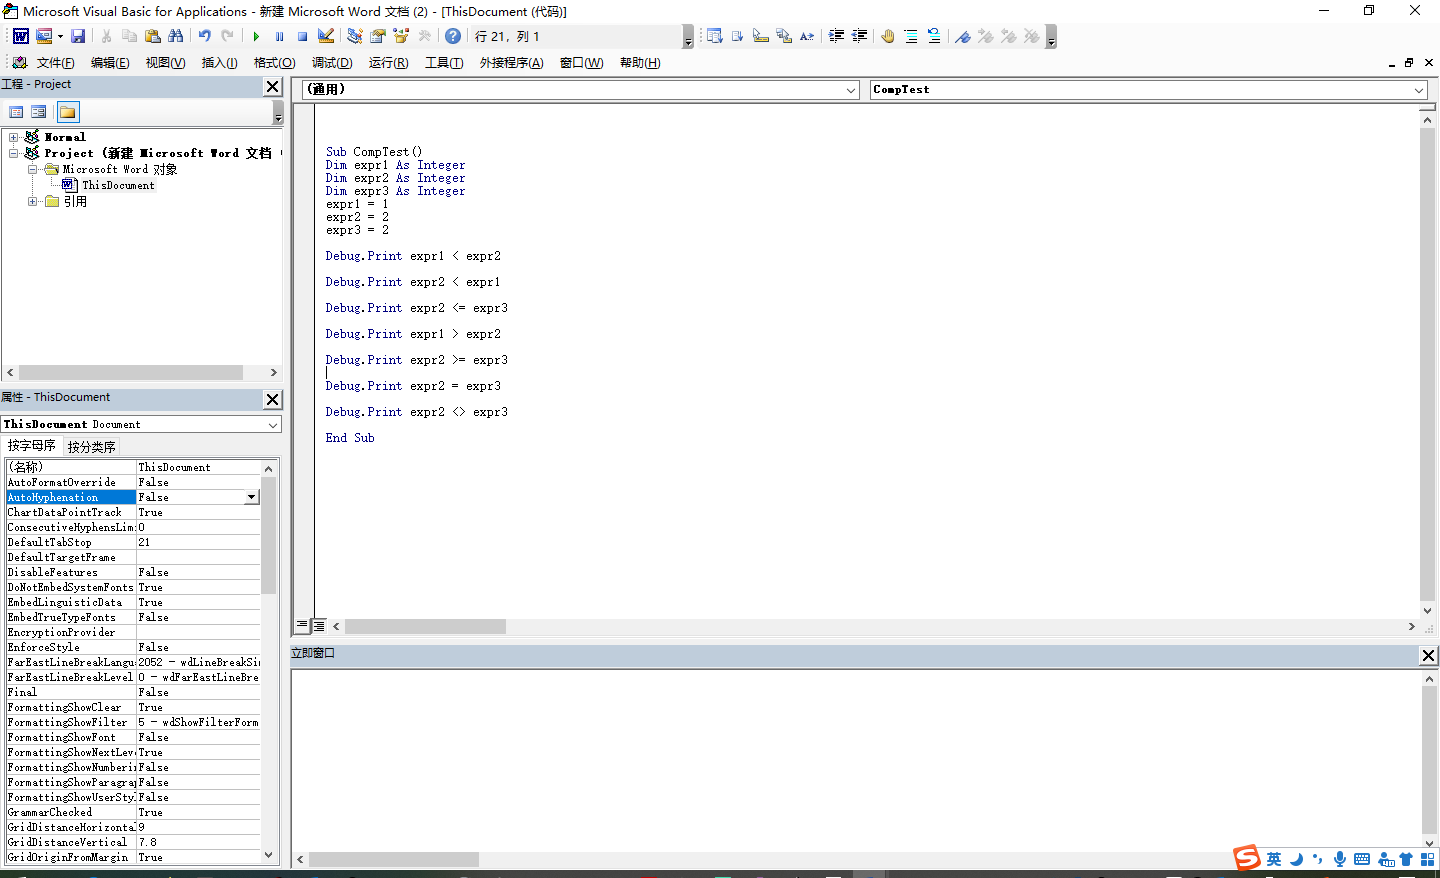 Microsoft Visual Basic for Applications - 新建 Microsoft Word 文档 (2) - [ThisDocument (代码)]
行 21, 列 1
文件(F) 编辑(E) 视图(V) 插入(I) 格式(O) 调试(D) 运行(R) 工具(T) 外接程序(A) 窗口(W) 帮助(H)
工程 - Project
Normal
Project (新建 Microsoft Word 文档
Microsoft Word 对象
ThisDocument
引用
属性 - ThisDocument
ThisDocument Document
按字母序 按分类序
(名称) ThisDocument
AutoFormatOverride False
AutoHyphenation False
ChartDataPointTrack True
ConsecutiveHyphensLim 0
DefaultTabStop 21
DefaultTargetFrame
DisableFeatures False
DoNotEmbedSystemFonts True
EmbedLinguisticData True
EmbedTrueTypeFonts False
EncryptionProvider
EnforceStyle False
FarEastLineBreakLangu 2052 - wdLineBreakSi
FarEastLineBreakLevel 0 - wdFarEastLineBre
Final False
FormattingShowClear True
FormattingShowFilter 5 - wdShowFilterForm
FormattingShowFont False
FormattingShowNextLev True
FormattingShowNumberi False
FormattingShowParagra False
FormattingShowUserSty False
GrammarChecked True
GridDistanceHorizonta 9
GridDistanceVertical 7.8
GridOriginFromMargin True
(通用) CompTest
Sub CompTest()
Dim expr1 As Integer
Dim expr2 As Integer
Dim expr3 As Integer
expr1 = 1
expr2 = 2
expr3 = 2
Debug.Print expr1 < expr2
Debug.Print expr2 < expr1
Debug.Print expr2 <= expr3
Debug.Print expr1 > expr2
Debug.Print expr2 >= expr3
Debug.Print expr2 = expr3
Debug.Print expr2 <> expr3
End Sub
立即窗口
英